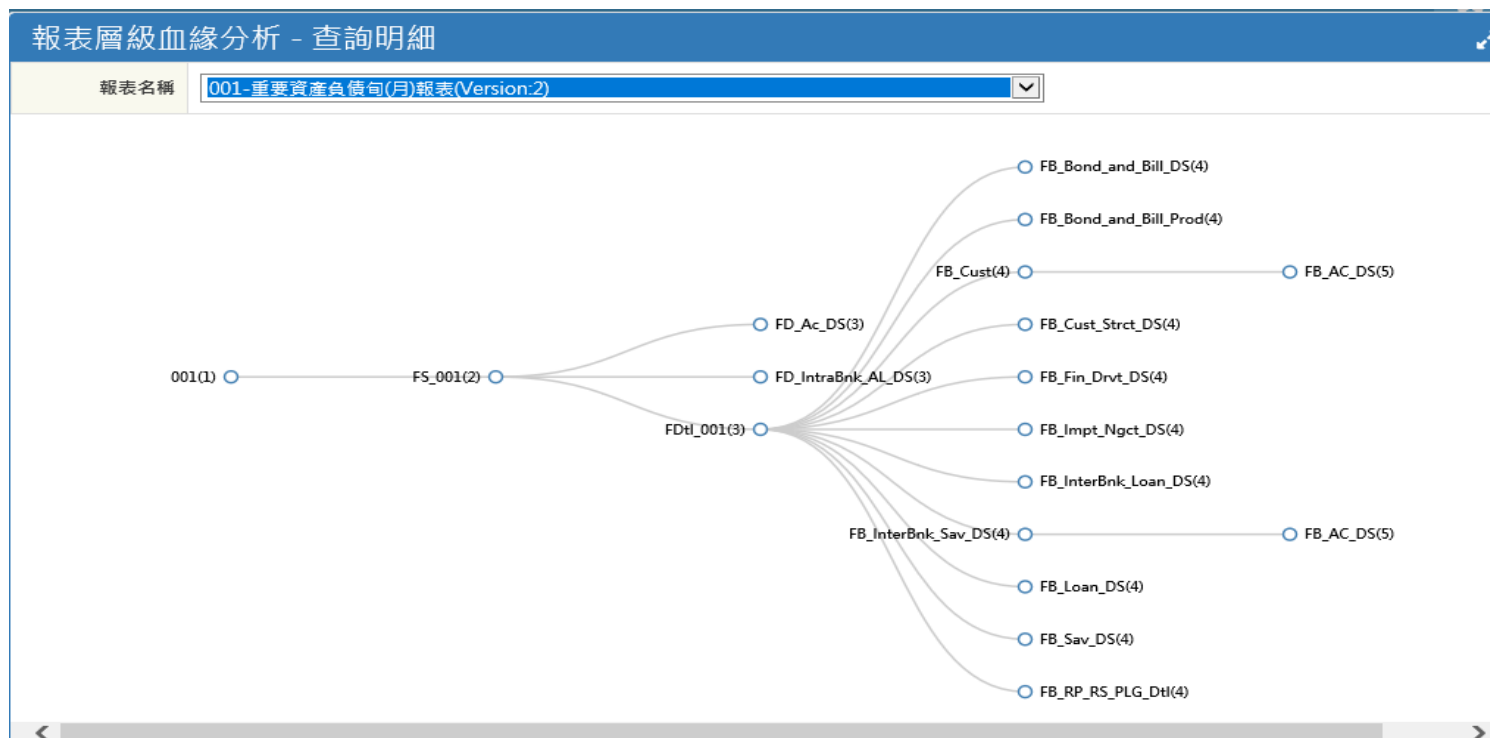 報表層級血緣分析 - 查詢明細
報表名稱 001-重要資產負債旬(月)報表(Version:2)
FB_Bond_and_Bill_DS(4)
FB_Bond_and_Bill_Prod(4)
FB_Cust(4) FB_AC_DS(5)
FD_Ac_DS(3) FB_Cust_Strct_DS(4)
001(1) FS_001(2) FD_IntraBnk_AL_DS(3) FB_Fin_Drvt_DS(4)
FDtl_001(3) FB_Impt_Ngct_DS(4)
FB_InterBnk_Loan_DS(4)
FB_InterBnk_Sav_DS(4) FB_AC_DS(5)
FB_Loan_DS(4)
FB_Sav_DS(4)
FB_RP_RS_PLG_Dtl(4)